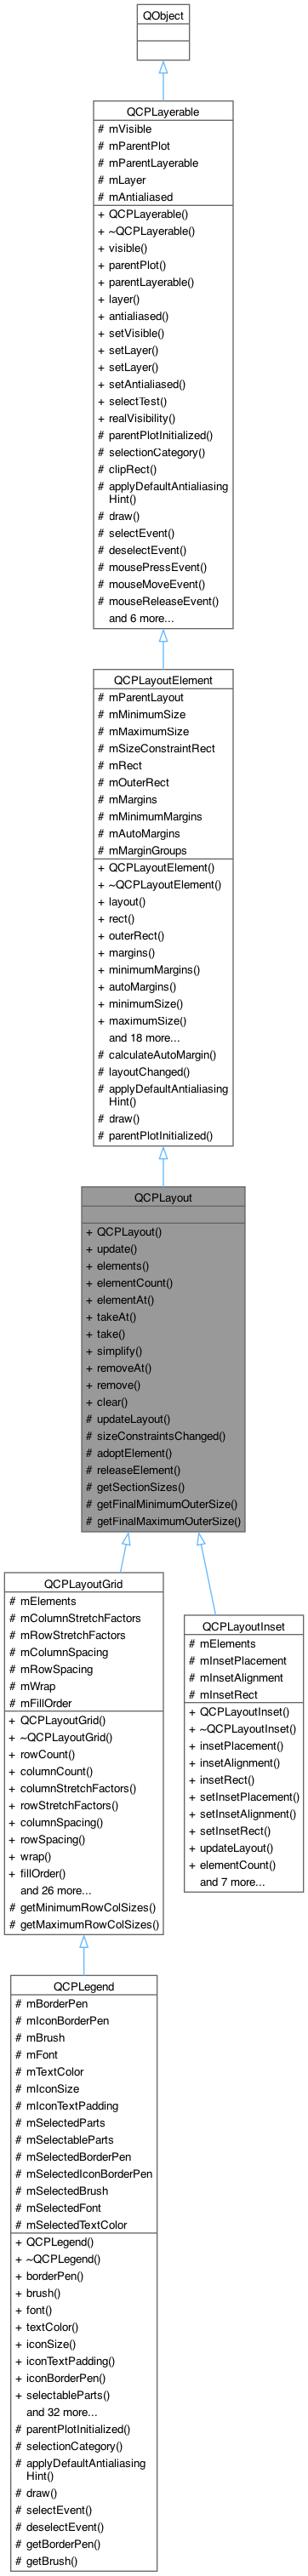 QObject
QCPLayerable
# mVisible
# mParentPlot
# mParentLayerable
# mLayer
# mAntialiased
+ QCPLayerable()
+ ~QCPLayerable()
+ visible()
+ parentPlot()
+ parentLayerable()
+ layer()
+ antialiased()
+ setVisible()
+ setLayer()
+ setLayer()
+ setAntialiased()
+ selectTest()
+ realVisibility()
# parentPlotInitialized()
# selectionCategory()
# clipRect()
# applyDefaultAntialiasing
Hint()
# draw()
# selectEvent()
# deselectEvent()
# mousePressEvent()
# mouseMoveEvent()
# mouseReleaseEvent()
and 6 more...
QCPLayoutElement
# mParentLayout
# mMinimumSize
# mMaximumSize
# mSizeConstraintRect
# mRect
# mOuterRect
# mMargins
# mMinimumMargins
# mAutoMargins
# mMarginGroups
+ QCPLayoutElement()
+ ~QCPLayoutElement()
+ layout()
+ rect()
+ outerRect()
+ margins()
+ minimumMargins()
+ autoMargins()
+ minimumSize()
+ maximumSize()
and 18 more...
# calculateAutoMargin()
# layoutChanged()
# applyDefaultAntialiasing
Hint()
# draw()
# parentPlotInitialized()
QCPLayout
+ QCPLayout()
+ update()
+ elements()
+ elementCount()
+ elementAt()
+ takeAt()
+ take()
+ simplify()
+ removeAt()
+ remove()
+ clear()
# updateLayout()
# sizeConstraintsChanged()
# adoptElement()
# releaseElement()
# getSectionSizes()
# getFinalMinimumOuterSize()
# getFinalMaximumOuterSize()
QCPLayoutGrid
# mElements
# mColumnStretchFactors
# mRowStretchFactors
# mColumnSpacing
# mRowSpacing
# mWrap
# mFillOrder
+ QCPLayoutGrid()
+ ~QCPLayoutGrid()
+ rowCount()
+ columnCount()
+ columnStretchFactors()
+ rowStretchFactors()
+ columnSpacing()
+ rowSpacing()
+ wrap()
+ fillOrder()
and 26 more...
# getMinimumRowColSizes()
# getMaximumRowColSizes()
QCPLayoutInset
# mElements
# mInsetPlacement
# mInsetAlignment
# mInsetRect
+ QCPLayoutInset()
+ ~QCPLayoutInset()
+ insetPlacement()
+ insetAlignment()
+ insetRect()
+ setInsetPlacement()
+ setInsetAlignment()
+ setInsetRect()
+ updateLayout()
+ elementCount()
and 7 more...
QCPLegend
# mBorderPen
# mIconBorderPen
# mBrush
# mFont
# mTextColor
# mIconSize
# mIconTextPadding
# mSelectedParts
# mSelectableParts
# mSelectedBorderPen
# mSelectedIconBorderPen
# mSelectedBrush
# mSelectedFont
# mSelectedTextColor
+ QCPLegend()
+ ~QCPLegend()
+ borderPen()
+ brush()
+ font()
+ textColor()
+ iconSize()
+ iconTextPadding()
+ iconBorderPen()
+ selectableParts()
and 32 more...
# parentPlotInitialized()
# selectionCategory()
# applyDefaultAntialiasing
Hint()
# draw()
# selectEvent()
# deselectEvent()
# getBorderPen()
# getBrush()